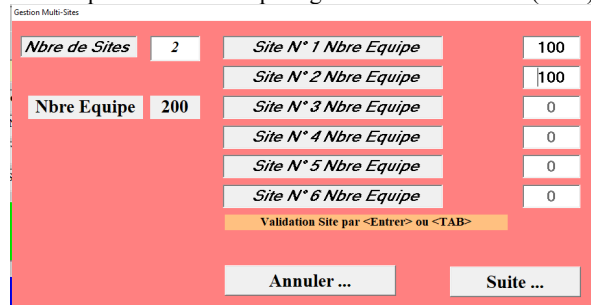 Gestion Multi-Sites
Nbre de Sites 2 Site N° 1 Nbre Equipe 100
Site N° 2 Nbre Equipe 100
Nbre Equipe 200 Site N° 3 Nbre Equipe 0
Site N° 4 Nbre Equipe 0
Site N° 5 Nbre Equipe 0
Site N° 6 Nbre Equipe 0
Validation Site par <Entrer> ou <TAB>
Annuler ... Suite ...